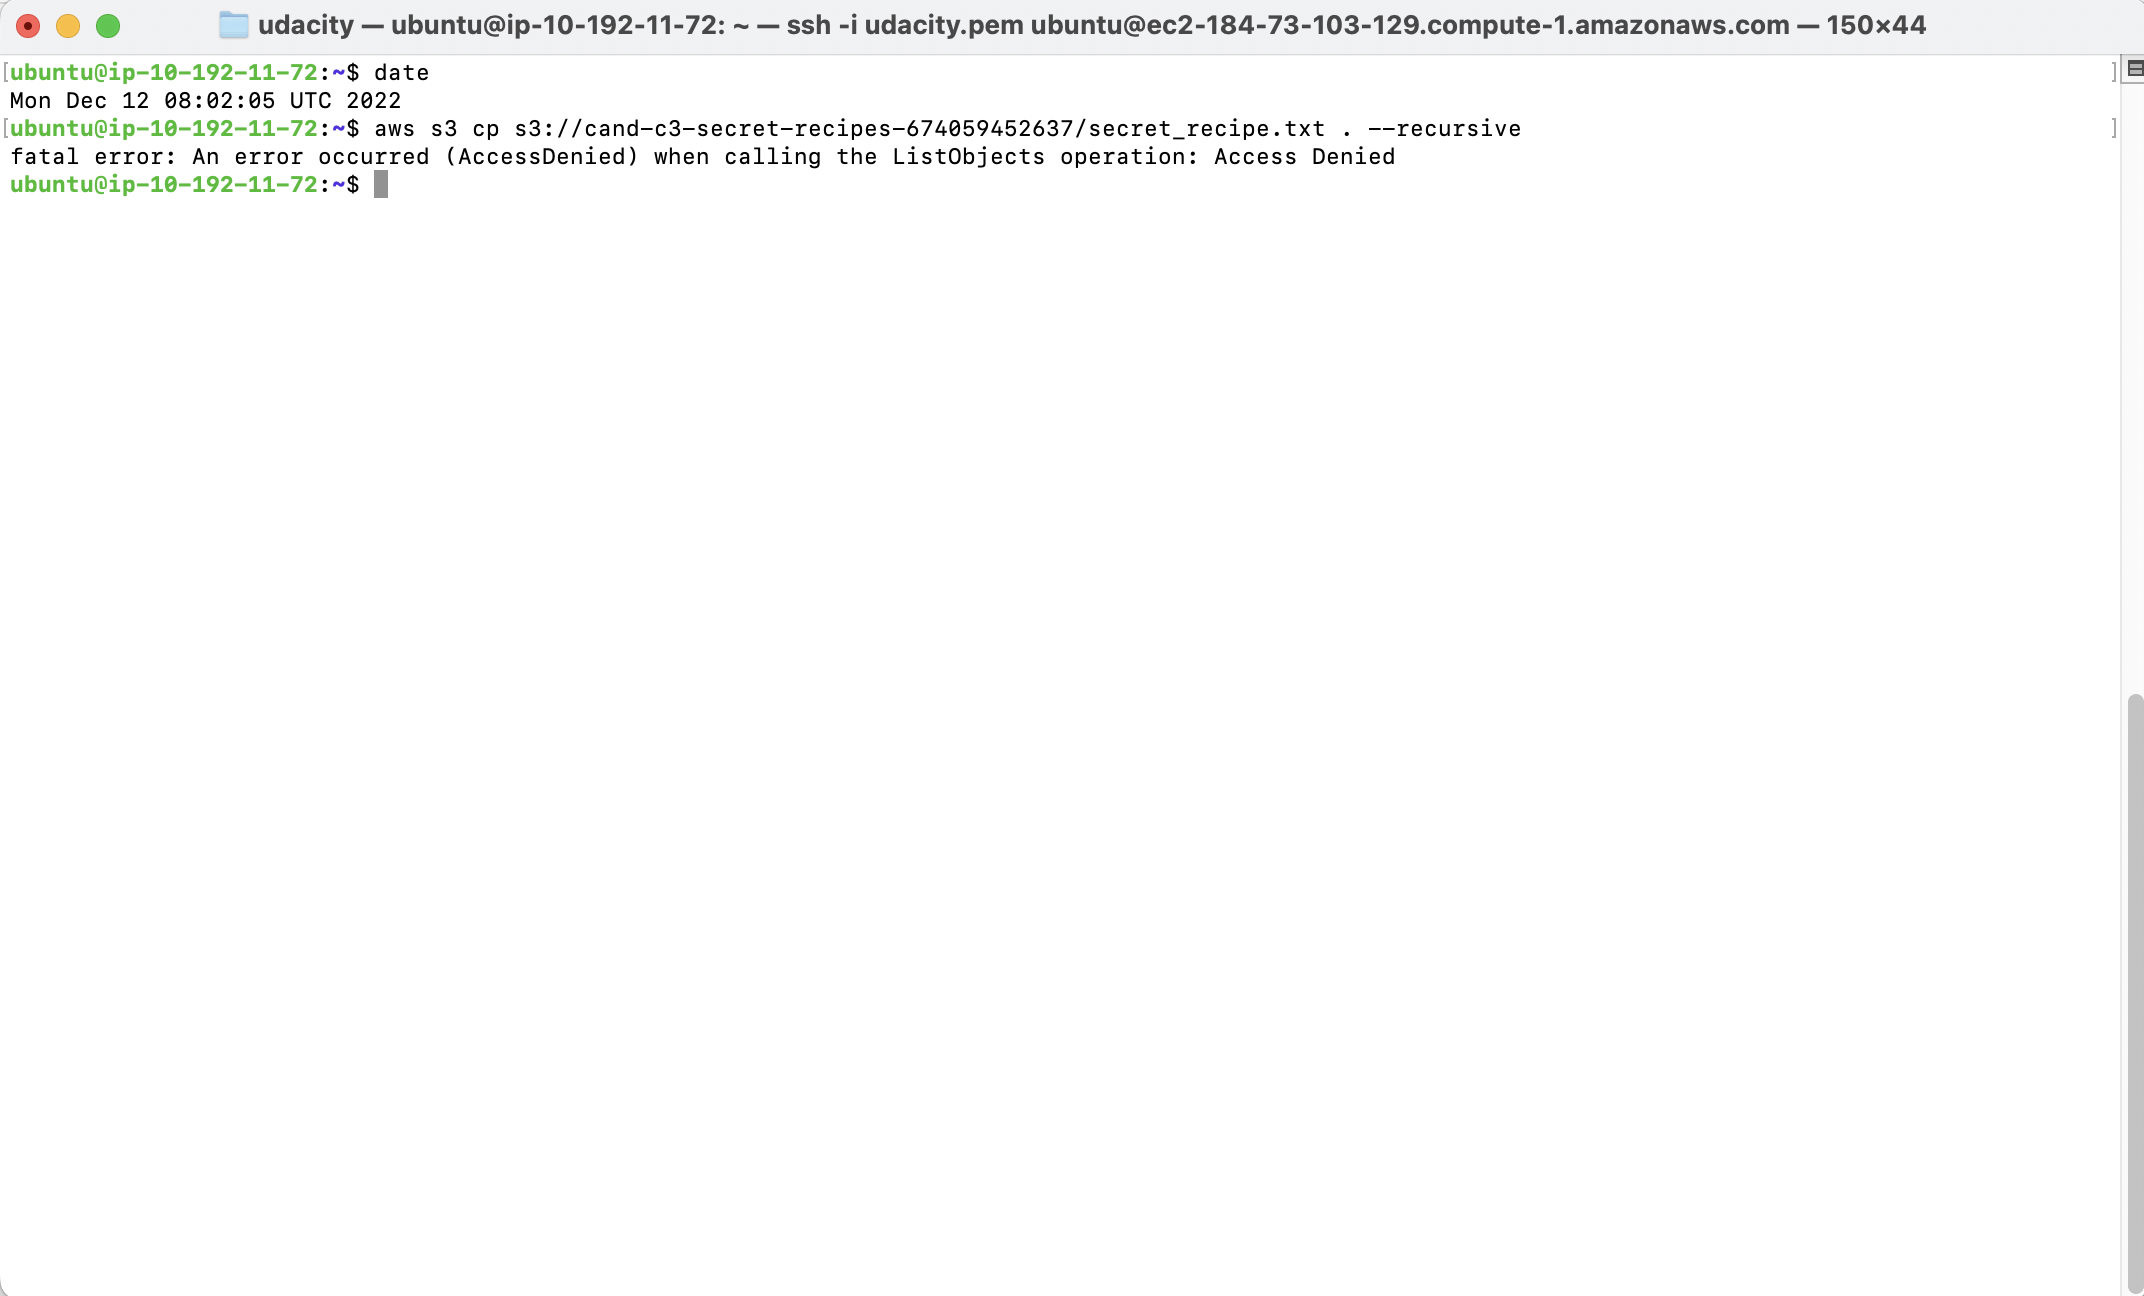 udacity — ubuntu@ip-10-192-11-72: ~ — ssh -i udacity.pem ubuntu@ec2-184-73-103-129.compute-1.amazonaws.com — 150×44
[ubuntu@ip-10-192-11-72:~$ date ]
Mon Dec 12 08:02:05 UTC 2022
[ubuntu@ip-10-192-11-72:~$ aws s3 cp s3://cand-c3-secret-recipes-674059452637/secret_recipe.txt . --recursive ]
fatal error: An error occurred (AccessDenied) when calling the ListObjects operation: Access Denied
ubuntu@ip-10-192-11-72:~$